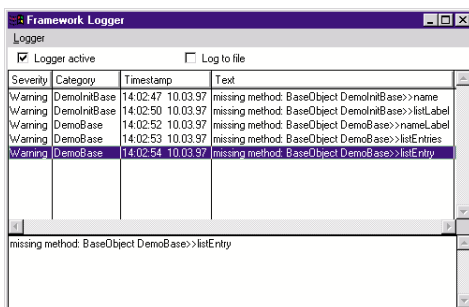 Framework Logger
Logger
Logger active Log to file
Severity Category Timestamp Text
Warning DemoInitBase 14:02:47 10.03.97 missing method: BaseObject DemoInitBase>>name
Warning DemoInitBase 14:02:50 10.03.97 missing method: BaseObject DemoInitBase>>listLabel
Warning DemoBase 14:02:52 10.03.97 missing method: BaseObject DemoBase>>nameLabel
Warning DemoBase 14:02:53 10.03.97 missing method: BaseObject DemoBase>>listEntries
Warning DemoBase 14:02:54 10.03.97 missing method: BaseObject DemoBase>>listEntry
missing method: BaseObject DemoBase>>listEntry